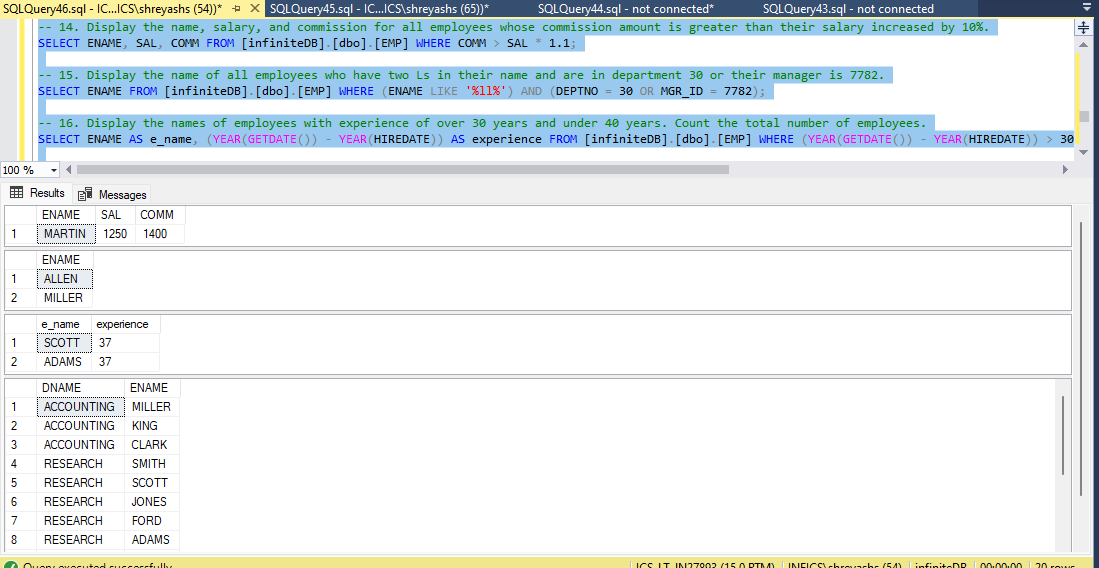 SQLQuery46.sql - IC...ICS\shreyashs (54))* SQLQuery45.sql - IC...ICS\shreyashs (65))* SQLQuery44.sql - not connected* SQLQuery43.sql - not connected
-- 14. Display the name, salary, and commission for all employees whose commission amount is greater than their salary increased by 10%.
SELECT ENAME, SAL, COMM FROM [infiniteDB].[dbo].[EMP] WHERE COMM > SAL * 1.1;
-- 15. Display the name of all employees who have two Ls in their name and are in department 30 or their manager is 7782.
SELECT ENAME FROM [infiniteDB].[dbo].[EMP] WHERE (ENAME LIKE '%ll%') AND (DEPTNO = 30 OR MGR_ID = 7782);
-- 16. Display the names of employees with experience of over 30 years and under 40 years. Count the total number of employees.
SELECT ENAME AS e_name, (YEAR(GETDATE()) - YEAR(HIREDATE)) AS experience FROM [infiniteDB].[dbo].[EMP] WHERE (YEAR(GETDATE()) - YEAR(HIREDATE)) > 30
100 %
Results Messages
ENAME SAL COMM
1 MARTIN 1250 1400
ENAME
1 ALLEN
2 MILLER
e_name experience
1 SCOTT 37
2 ADAMS 37
DNAME ENAME
1 ACCOUNTING MILLER
2 ACCOUNTING KING
3 ACCOUNTING CLARK
4 RESEARCH SMITH
5 RESEARCH SCOTT
6 RESEARCH JONES
7 RESEARCH FORD
8 RESEARCH ADAMS
Query executed successfully ICS-LT-IN27893 (15.0 RTM) INFICS\shreyashs (54) infiniteDB 00:00:00 20 rows